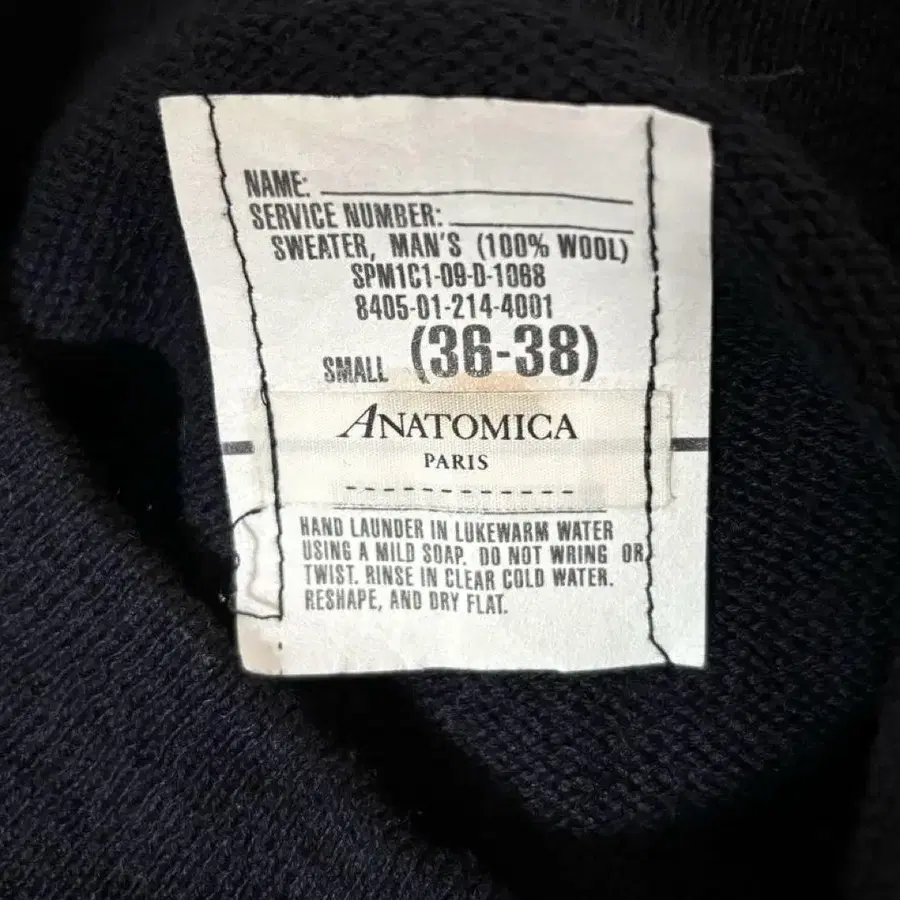 NAME:
SERVICE NUMBER:
SWEATER, MAN'S (100% WOOL)
SPM1C1-09-D-1068
8405-01-214-4001
SMALL (36-38)
ANATOMICA
PARIS
HAND LAUNDER IN LUKEWARM WATER
USING A MILD SOAP. DO NOT WRING OR
TWIST. RINSE IN CLEAR COLD WATER.
RESHAPE, AND DRY FLAT.